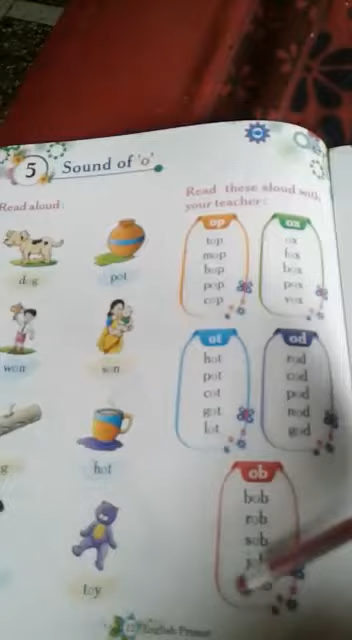 5 Sound of 'o'
Read aloud :
dog
pot
won
son
g
hot
toy
Read these aloud with
your teacher :
op
top
mop
hop
pop
cop
ox
ox
fox
box
pox
vox
ot
hot
pot
cot
got
lot
od
rod
cod
pod
nod
god
ob
bob
rob
sob
English Primer